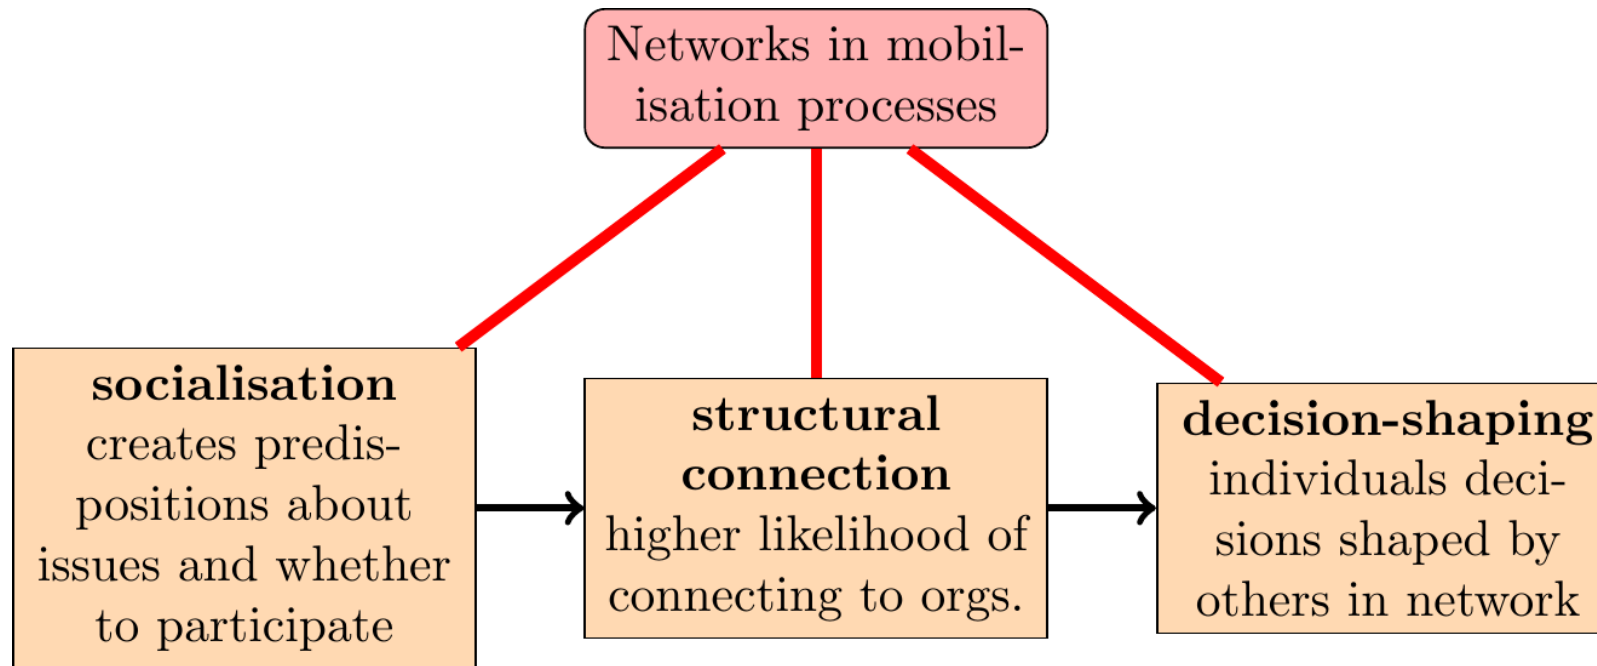 Networks in mobil-
isation processes
socialisation
creates predis-
positions about
issues and whether
to participate
structural
connection
higher likelihood of
connecting to orgs.
decision-shaping
individuals deci-
sions shaped by
others in network